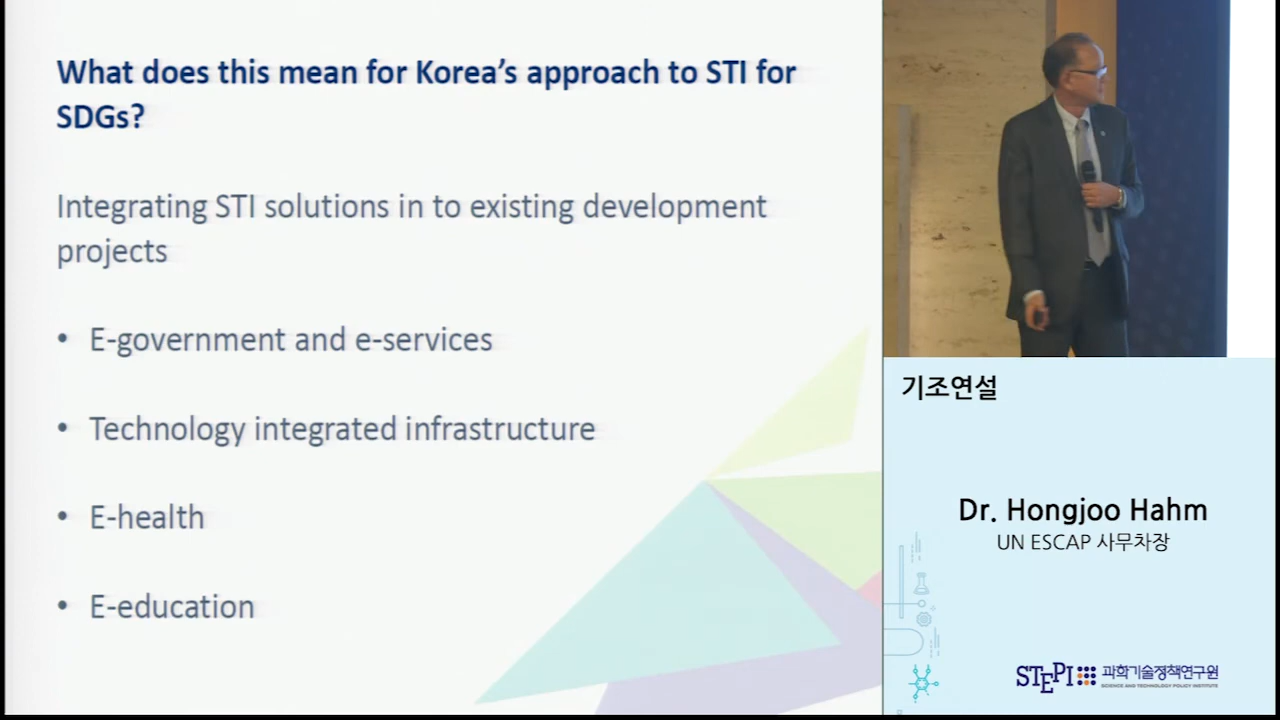 What does this mean for Korea's approach to STI for
SDGs?
Integrating STI solutions in to existing development
projects
• E-government and e-services
• Technology integrated infrastructure
• E-health
• E-education
기조연설
Dr. Hongjoo Hahm
UN ESCAP 사무차장
STEPI 과학기술정책연구원
SCIENCE AND TECHNOLOGY POLICY INSTITUTE